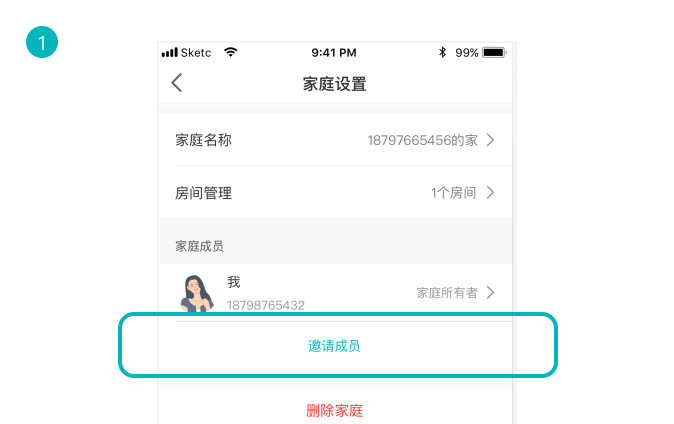 1
Sketc 9:41 PM 99%
家庭设置
家庭名称 18797665456的家
房间管理 1个房间
家庭成员
我
18798765432 家庭所有者
邀请成员
删除家庭